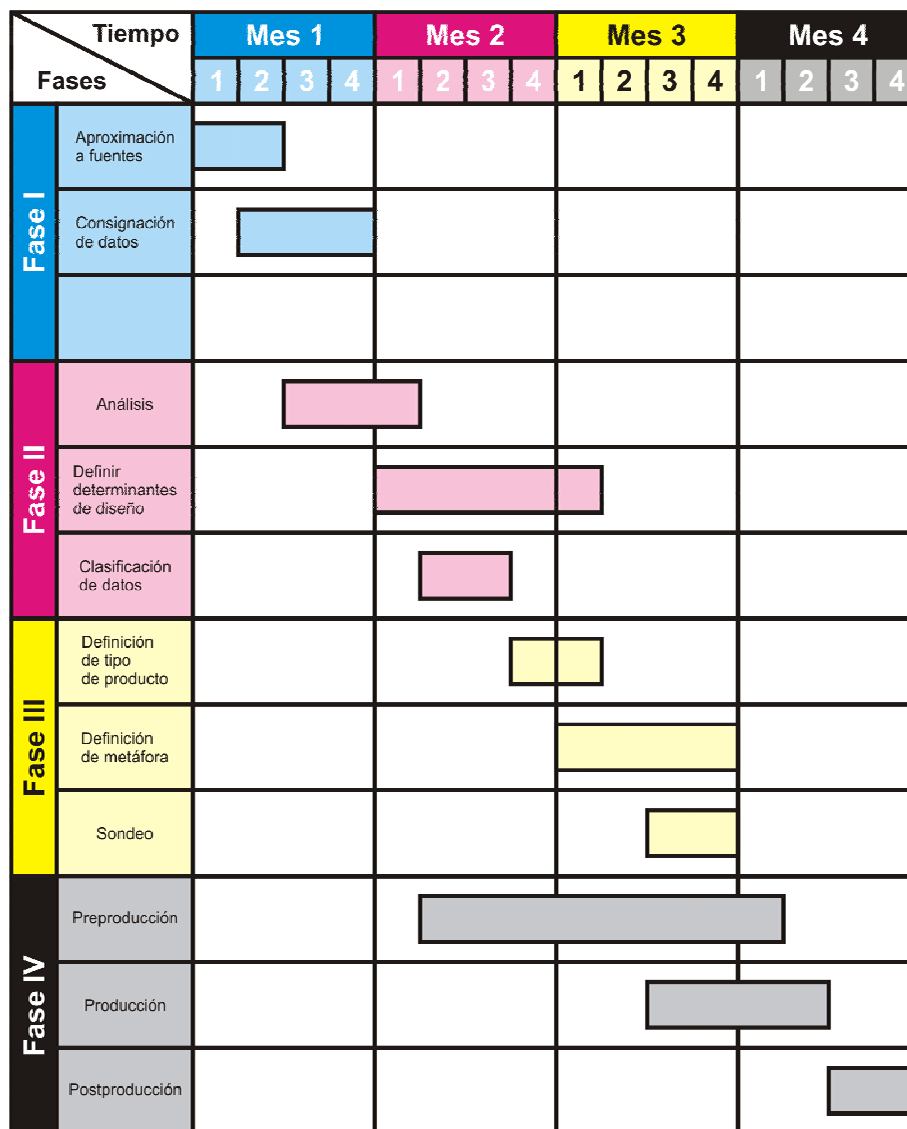 Tiempo
Fases
Mes 1 Mes 2 Mes 3 Mes 4
1 2 3 4 1 2 3 4 1 2 3 4 1 2 3 4
Fase I
Aproximación
a fuentes
Consignación
de datos
Fase II
Análisis
Definir
determinantes
de diseño
Clasificación
de datos
Fase III
Definición
de tipo
de producto
Definición
de metáfora
Sondeo
Fase IV
Preproducción
Producción
Postproducción